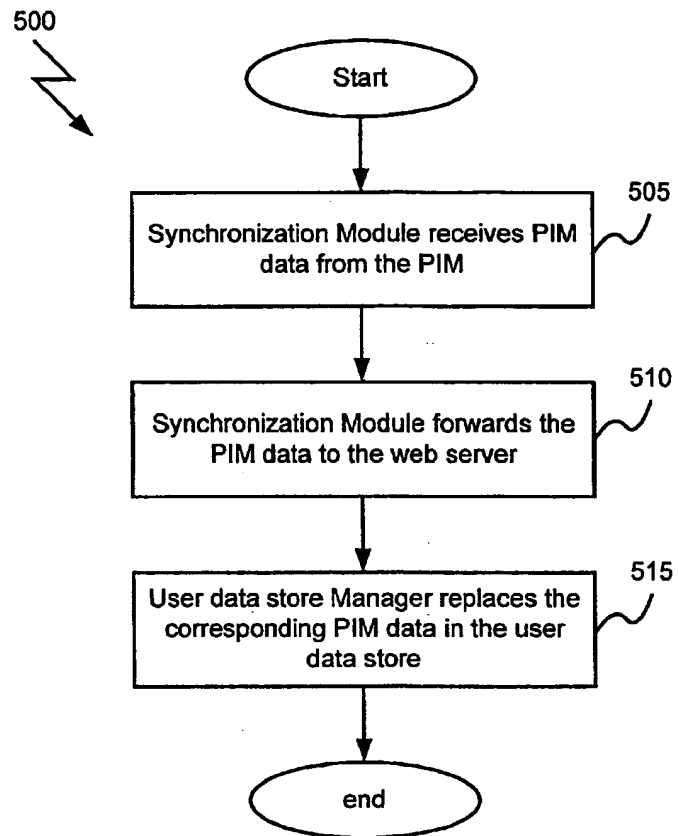 500
Start
505
Synchronization Module receives PIM
data from the PIM
510
Synchronization Module forwards the
PIM data to the web server
515
User data store Manager replaces the
corresponding PIM data in the user
data store
end